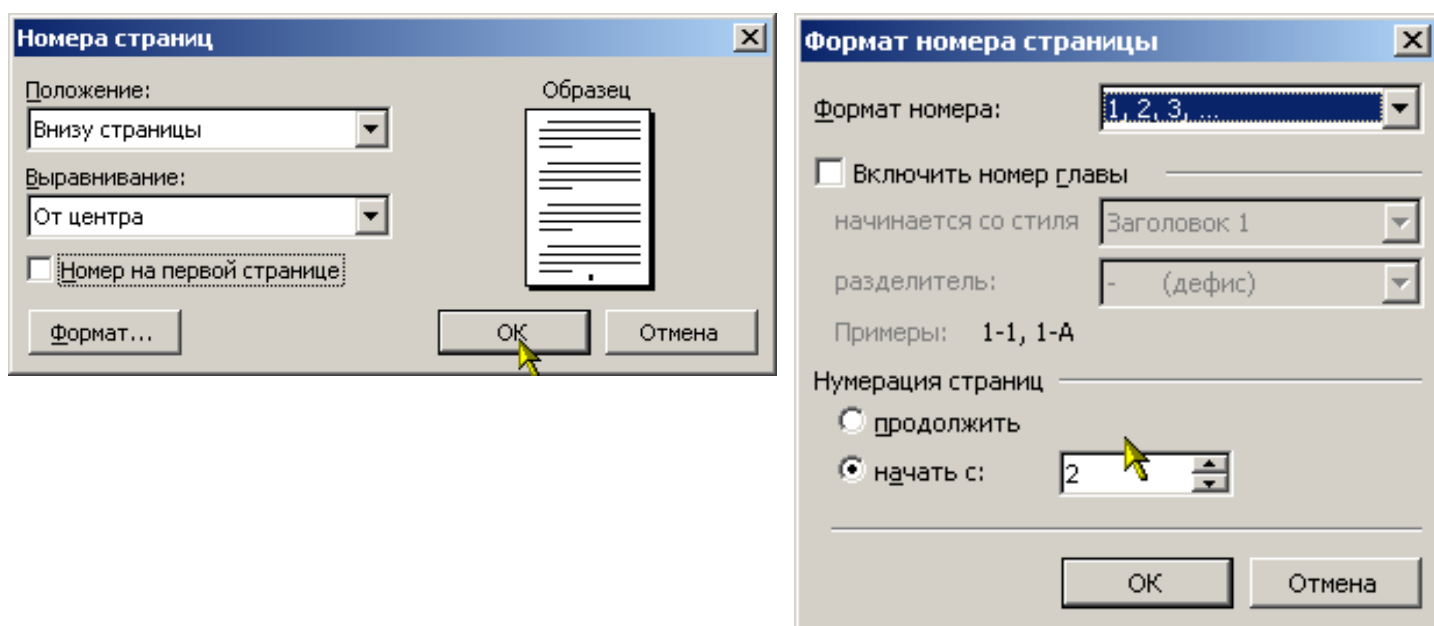 Номера страниц
Положение:
Образец
Внизу страницы
Выравнивание:
От центра
Номер на первой странице
Формат...
ОК
Отмена
Формат номера страницы
Формат номера:
1, 2, 3, ...
Включить номер главы
начинается со стиля
Заголовок 1
разделитель:
- (дефис)
Примеры: 1-1, 1-A
Нумерация страниц
продолжить
начать с:
2
ОК
Отмена